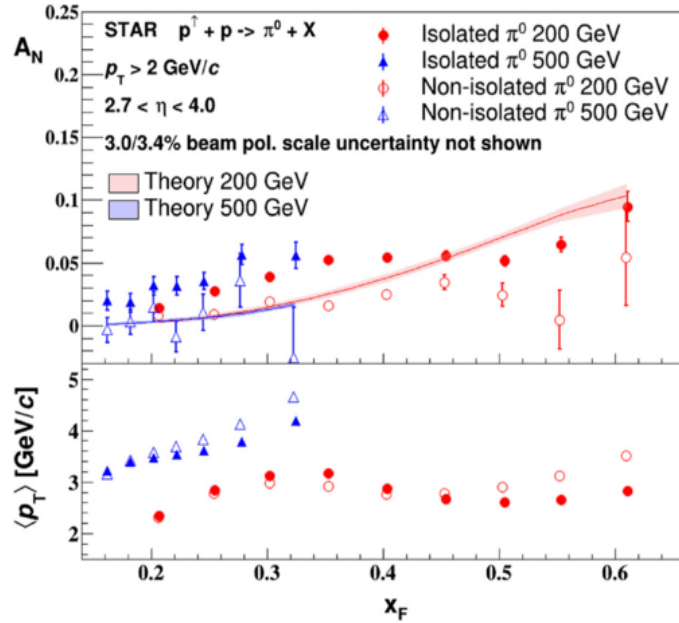 A_N
0.25
0.2
0.15
0.1
0.05
0
STAR p↑ + p -> π⁰ + X
p_T > 2 GeV/c
2.7 < η < 4.0
3.0/3.4% beam pol. scale uncertainty not shown
Isolated π⁰ 200 GeV
Isolated π⁰ 500 GeV
Non-isolated π⁰ 200 GeV
Non-isolated π⁰ 500 GeV
Theory 200 GeV
Theory 500 GeV
⟨p_T⟩ [GeV/c]
5
4
3
2
0.2 0.3 0.4 0.5 0.6
x_F